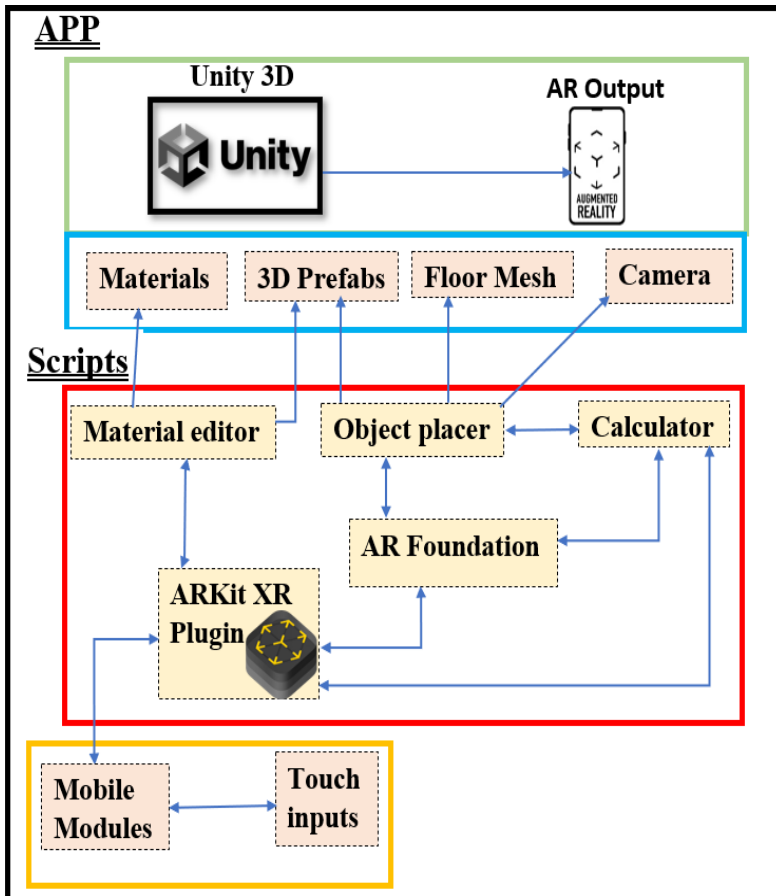 APP
Unity 3D
AR Output
Unity
AUGMENTED
REALITY
Materials
3D Prefabs
Floor Mesh
Camera
Scripts
Material editor
Object placer
Calculator
AR Foundation
ARKit XR
Plugin
Mobile
Modules
Touch
inputs